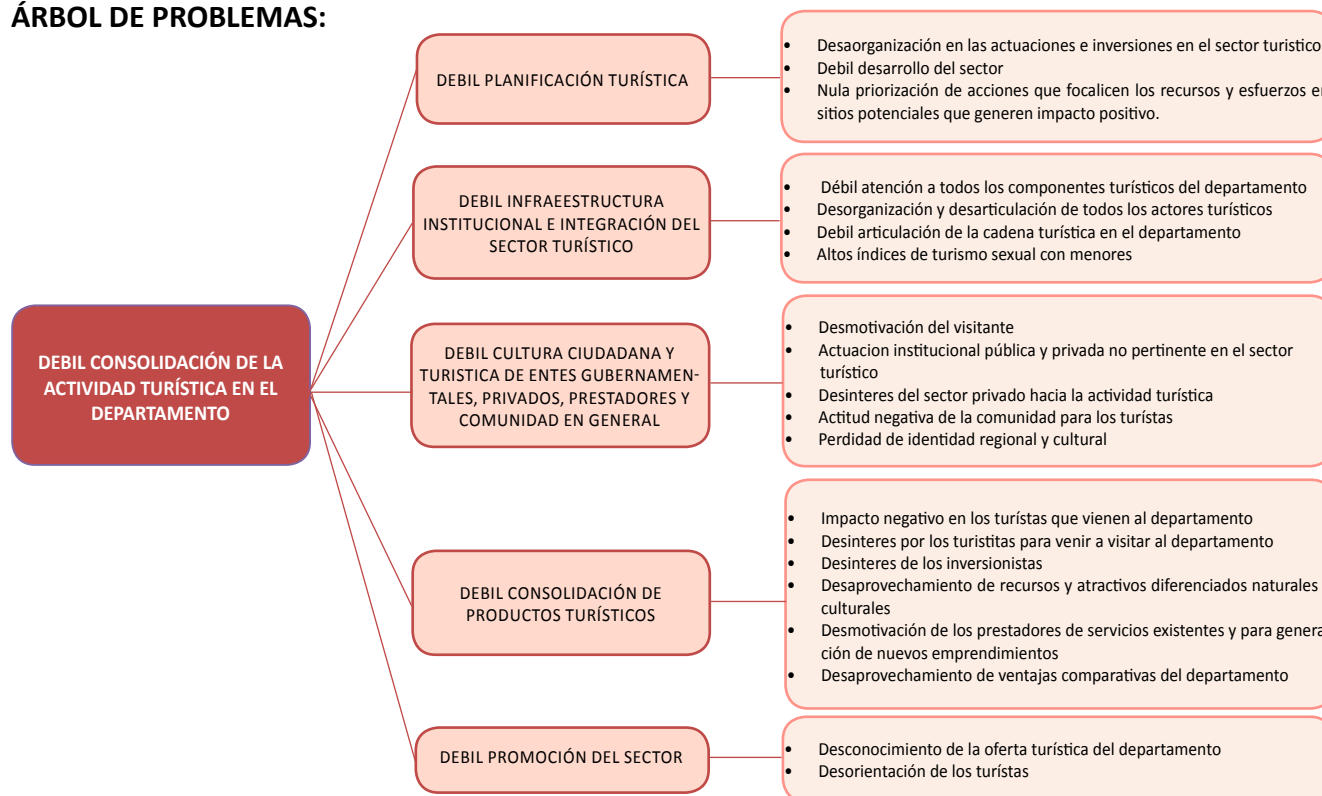 ÁRBOL DE PROBLEMAS:
DEBIL CONSOLIDACIÓN DE LA
ACTIVIDAD TURÍSTICA EN EL
DEPARTAMENTO
DEBIL PLANIFICACIÓN TURÍSTICA
• Desaorganización en las actuaciones e inversiones en el sector turistico
• Debil desarrollo del sector
• Nula priorización de acciones que focalicen los recursos y esfuerzos en
sitios potenciales que generen impacto positivo.
DEBIL INFRAEESTRUCTURA
INSTITUCIONAL E INTEGRACIÓN DEL
SECTOR TURÍSTICO
• Débil atención a todos los componentes turísticos del departamento
• Desorganización y desarticulación de todos los actores turísticos
• Debil articulación de la cadena turística en el departamento
• Altos índices de turismo sexual con menores
DEBIL CULTURA CIUDADANA Y
TURISTICA DE ENTES GUBERNAMEN-
TALES, PRIVADOS, PRESTADORES Y
COMUNIDAD EN GENERAL
• Desmotivación del visitante
• Actuacion institucional pública y privada no pertinente en el sector
turístico
• Desinteres del sector privado hacia la actividad turística
• Actitud negativa de la comunidad para los turístas
• Perdidad de identidad regional y cultural
DEBIL CONSOLIDACIÓN DE
PRODUCTOS TURÍSTICOS
• Impacto negativo en los turístas que vienen al departamento
• Desinteres por los turistitas para venir a visitar al departamento
• Desinteres de los inversionistas
• Desaprovechamiento de recursos y atractivos diferenciados naturales
culturales
• Desmotivación de los prestadores de servicios existentes y para genera
ción de nuevos emprendimientos
• Desaprovechamiento de ventajas comparativas del departamento
DEBIL PROMOCIÓN DEL SECTOR
• Desconocimiento de la oferta turística del departamento
• Desorientación de los turístas